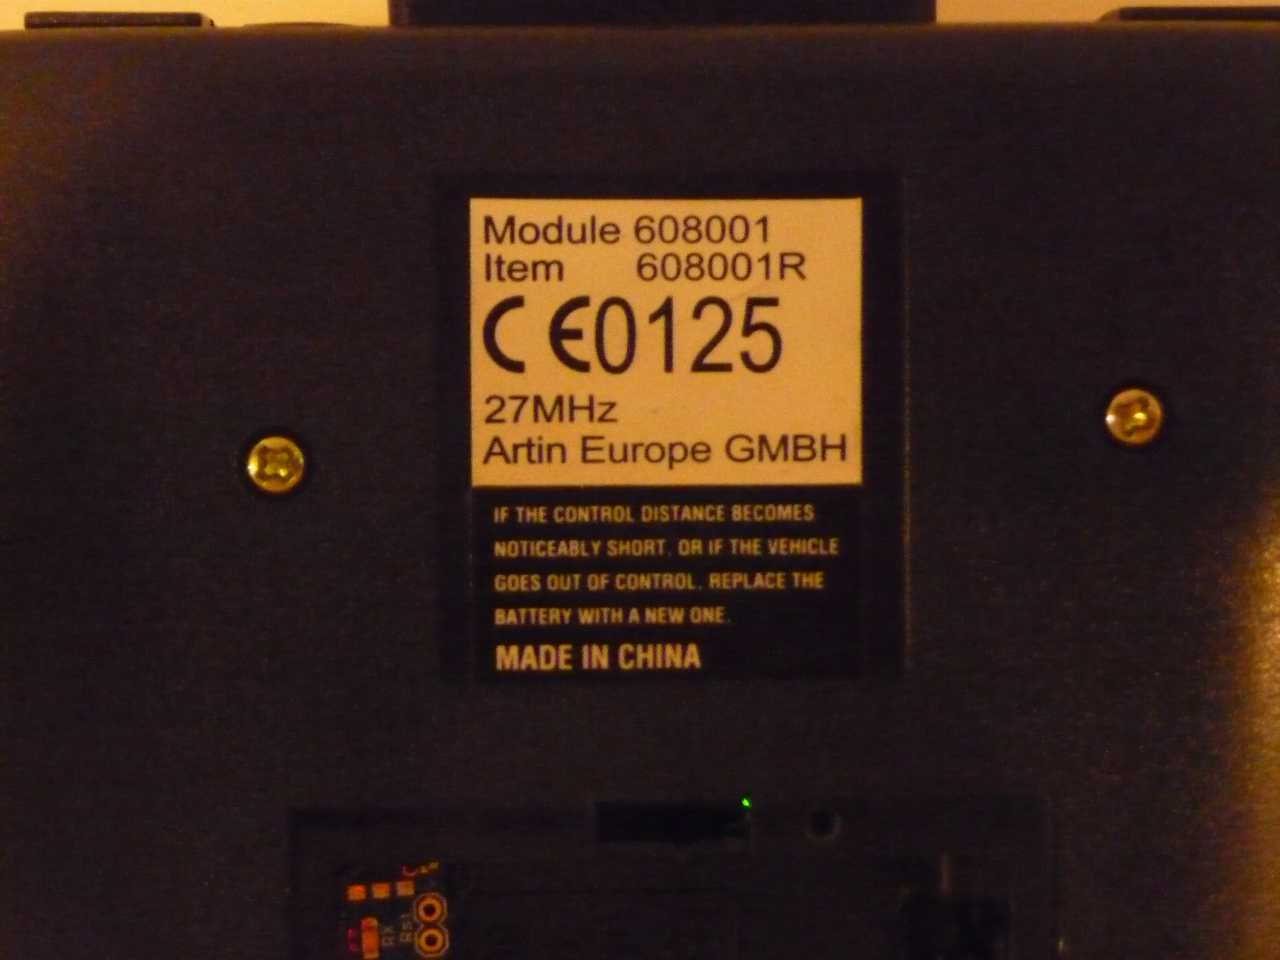 Module 608001
Item 608001R
CE0125
27MHz
Artin Europe GMBH
IF THE CONTROL DISTANCE BECOMES
NOTICEABLY SHORT, OR IF THE VEHICLE
GOES OUT OF CONTROL, REPLACE THE
BATTERY WITH A NEW ONE.
MADE IN CHINA
RX